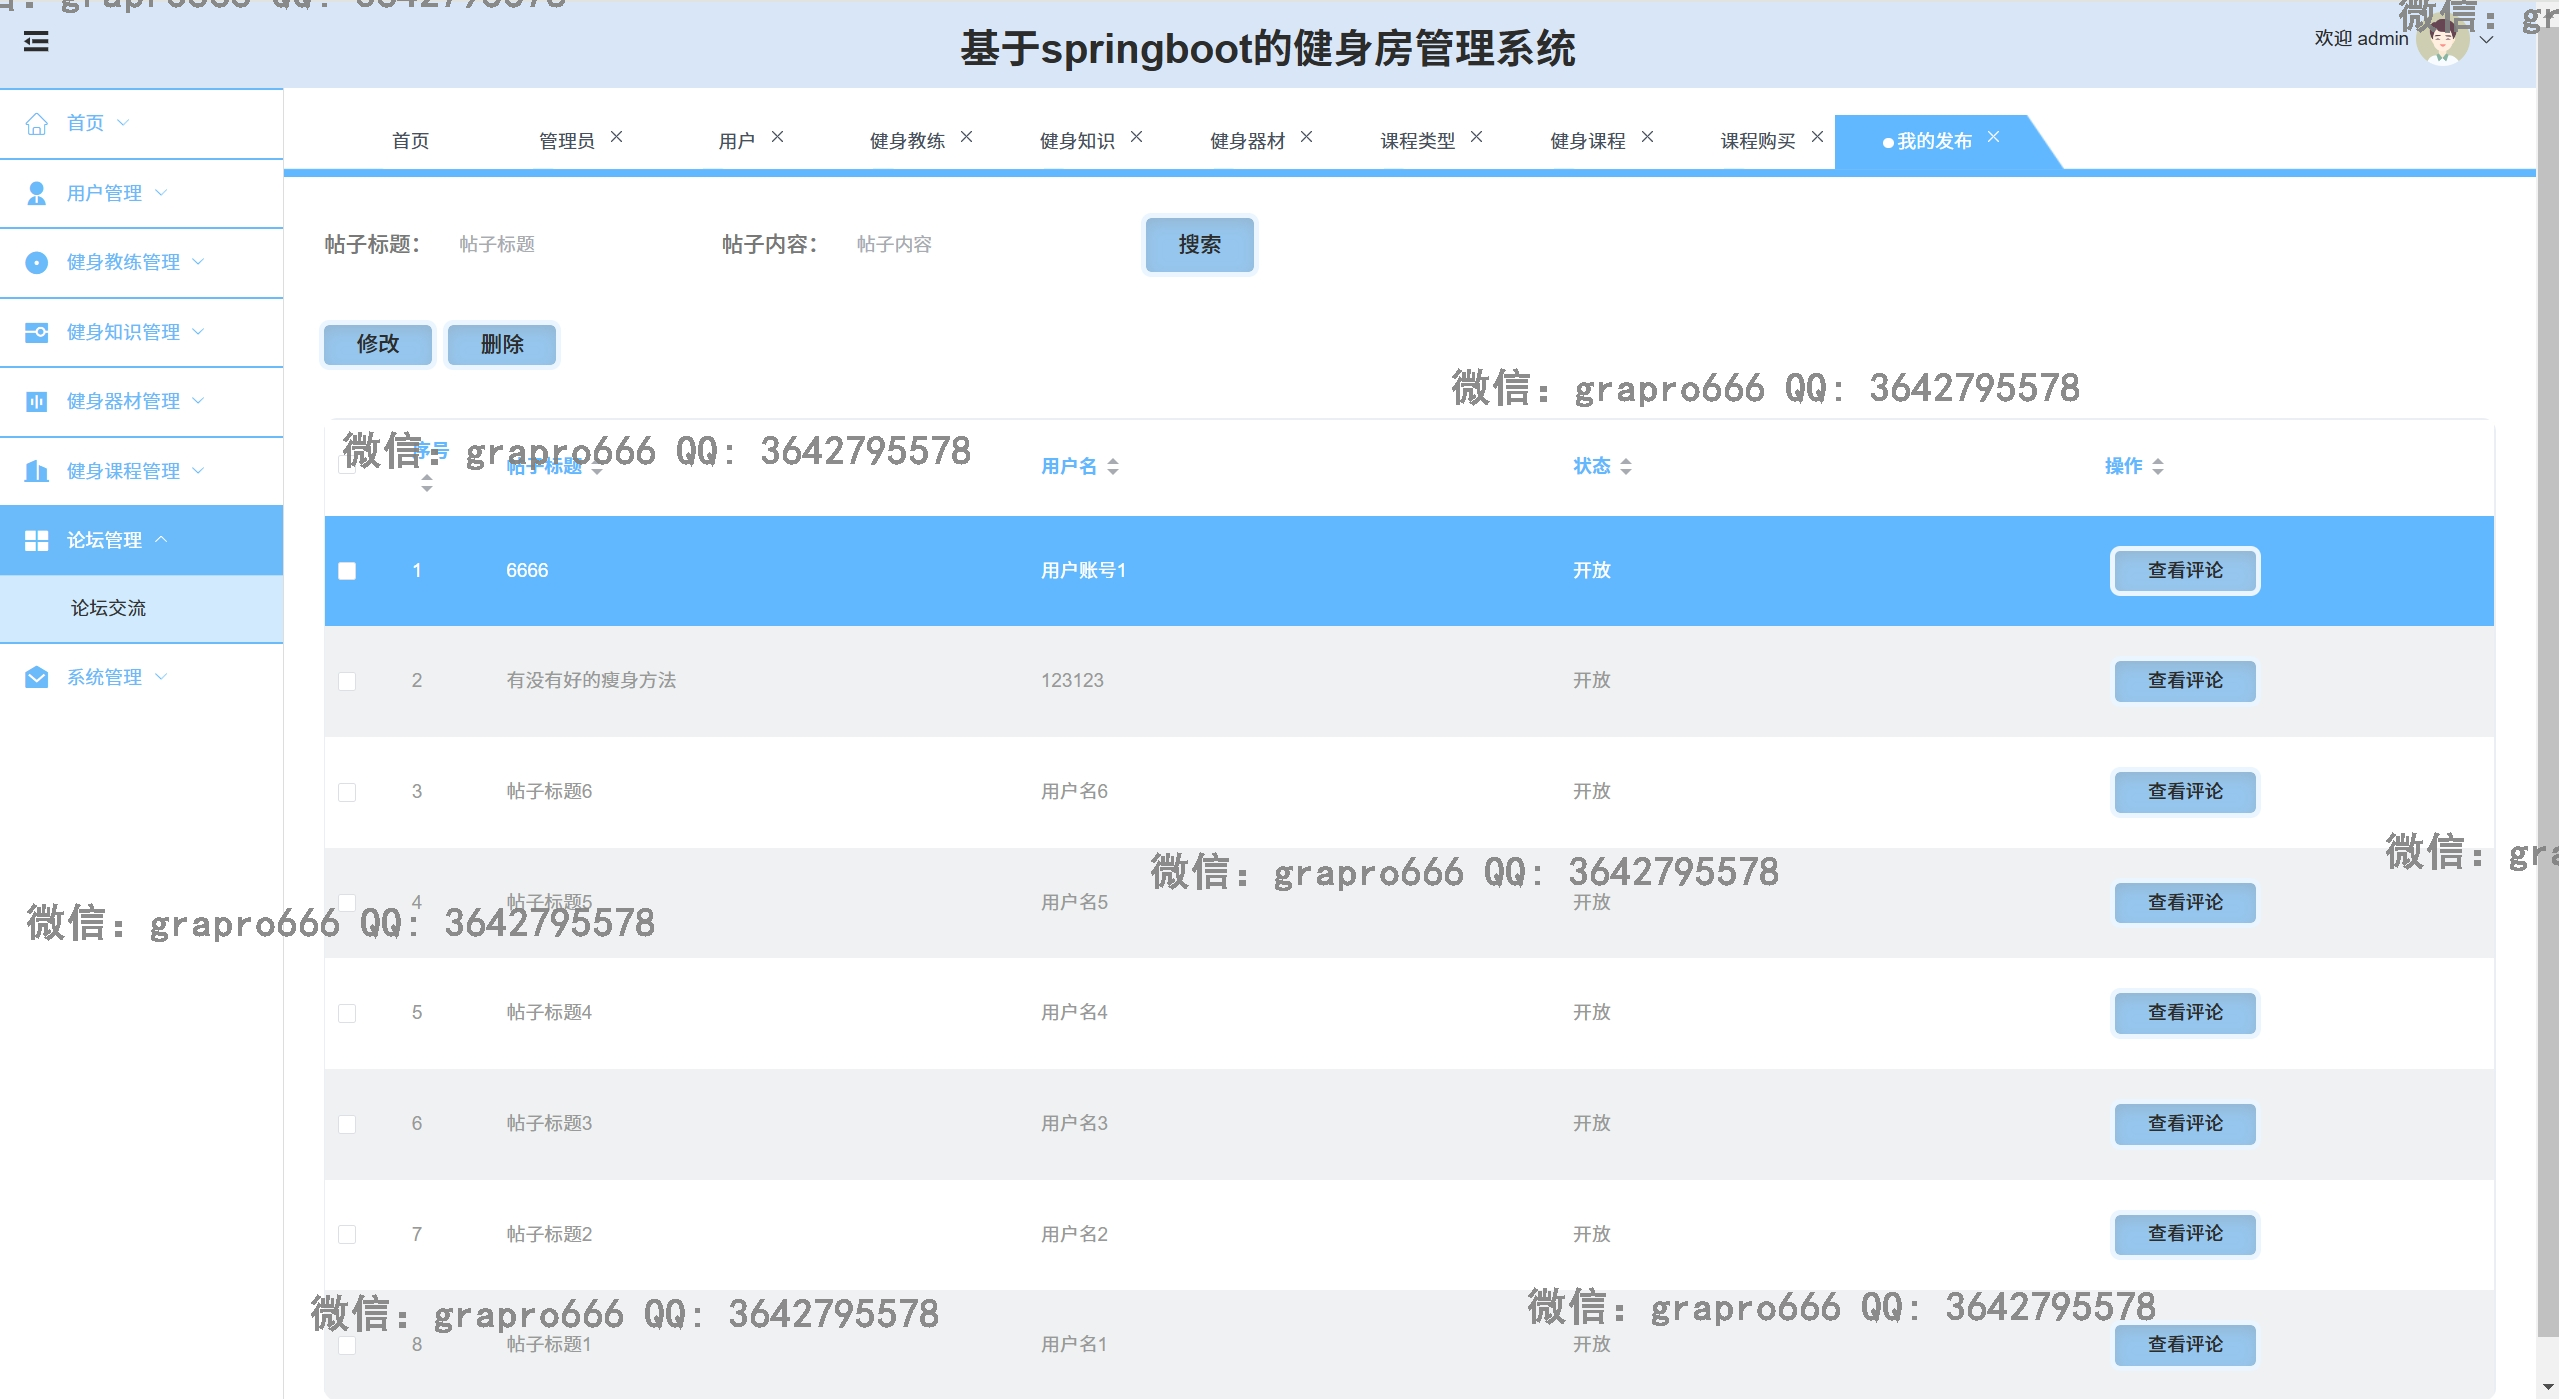 基于springboot的健身房管理系统
欢迎 admin
微信: gr
首页
用户管理
健身教练管理
健身知识管理
健身器材管理
健身课程管理
论坛管理
论坛交流
系统管理
首页 管理员 用户 健身教练 健身知识 健身器材 课程类型 健身课程 课程购买 我的发布
帖子标题: 帖子标题 帖子内容: 帖子内容 搜索
修改 删除
微信: grapro666 QQ: 3642795578
微信: grapro666 QQ: 3642795578
序号 帖子标题 用户名 状态 操作
1 6666 用户账号1 开放 查看评论
2 有没有好的瘦身方法 123123 开放 查看评论
3 帖子标题6 用户名6 开放 查看评论
微信: gra
微信: grapro666 QQ: 3642795578
4 帖子标题5 用户名5 开放 查看评论
微信: grapro666 QQ: 3642795578
5 帖子标题4 用户名4 开放 查看评论
6 帖子标题3 用户名3 开放 查看评论
7 帖子标题2 用户名2 开放 查看评论
微信: grapro666 QQ: 3642795578
微信: grapro666 QQ: 3642795578
8 帖子标题1 用户名1 开放 查看评论